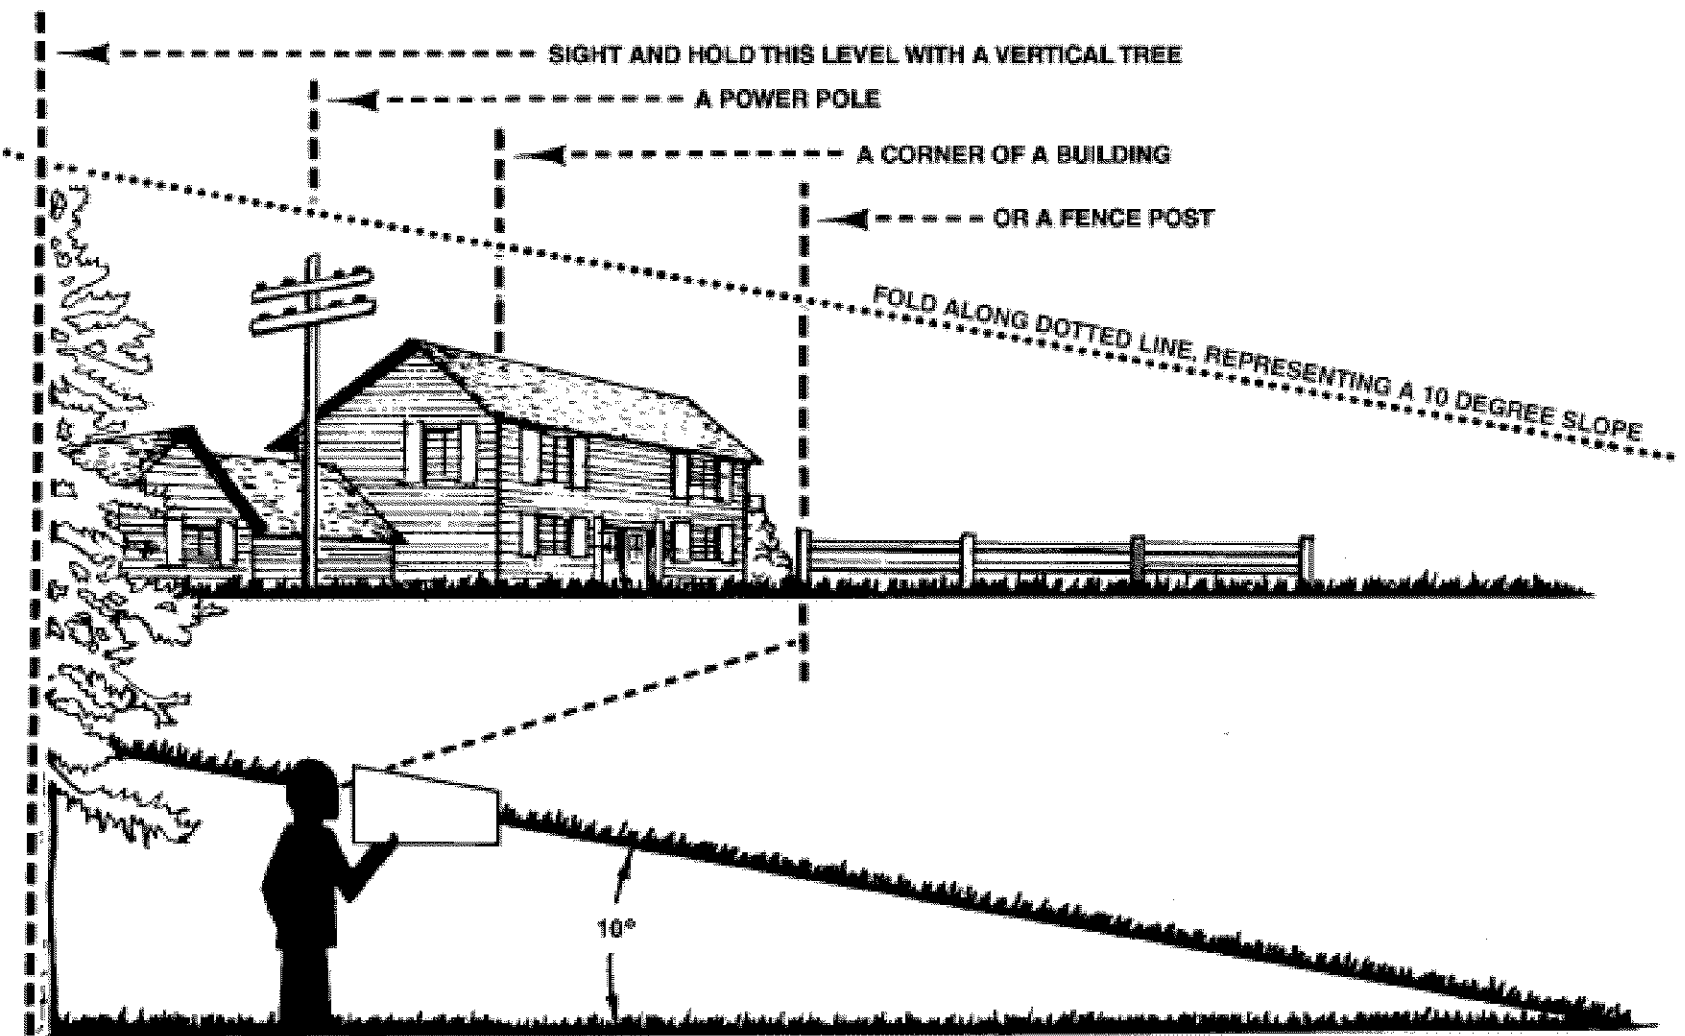 SIGHT AND HOLD THIS LEVEL WITH A VERTICAL TREE
A POWER POLE
A CORNER OF A BUILDING
OR A FENCE POST
FOLD ALONG DOTTED LINE, REPRESENTING A 10 DEGREE SLOPE
10°